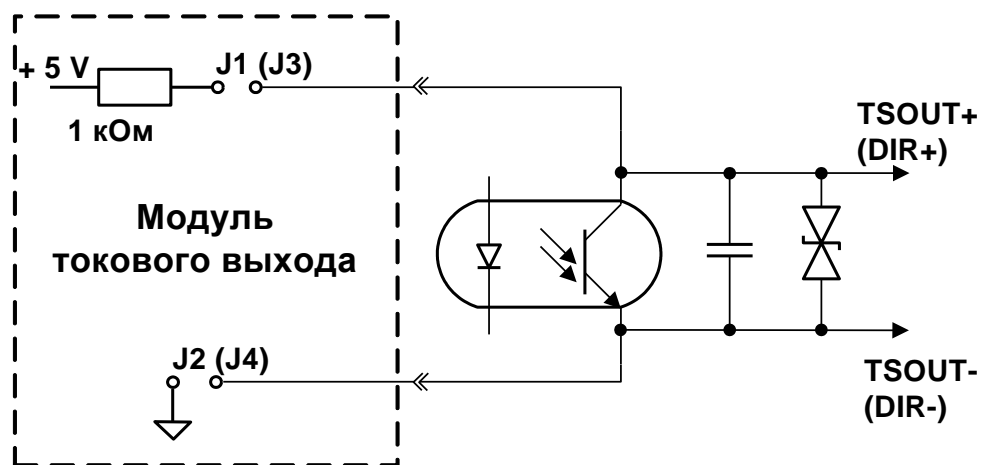 + 5 V
J1 (J3)
1 кОм
TSOUT+
(DIR+)
Модуль
токового выхода
J2 (J4)
TSOUT-
(DIR-)